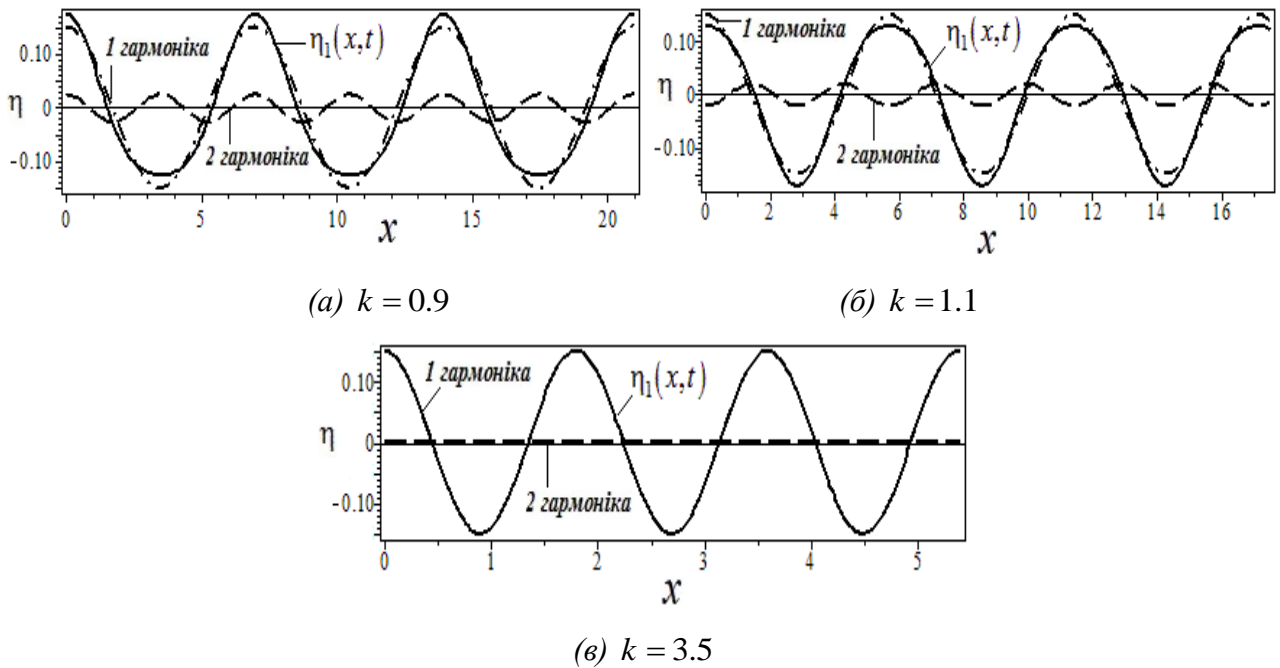 0.10
0
-0.10
η
1 гармоніка
η₁(x,t)
2 гармоніка
0 5 10 15 20
x
(а) k = 0.9
0.10
0
-0.10
η
1 гармоніка
η₁(x,t)
2 гармоніка
0 2 4 6 8 10 12 14 16
x
(б) k = 1.1
0.10
0
-0.10
η
1 гармоніка
η₁(x,t)
2 гармоніка
0 1 2 3 4 5
x
(в) k = 3.5